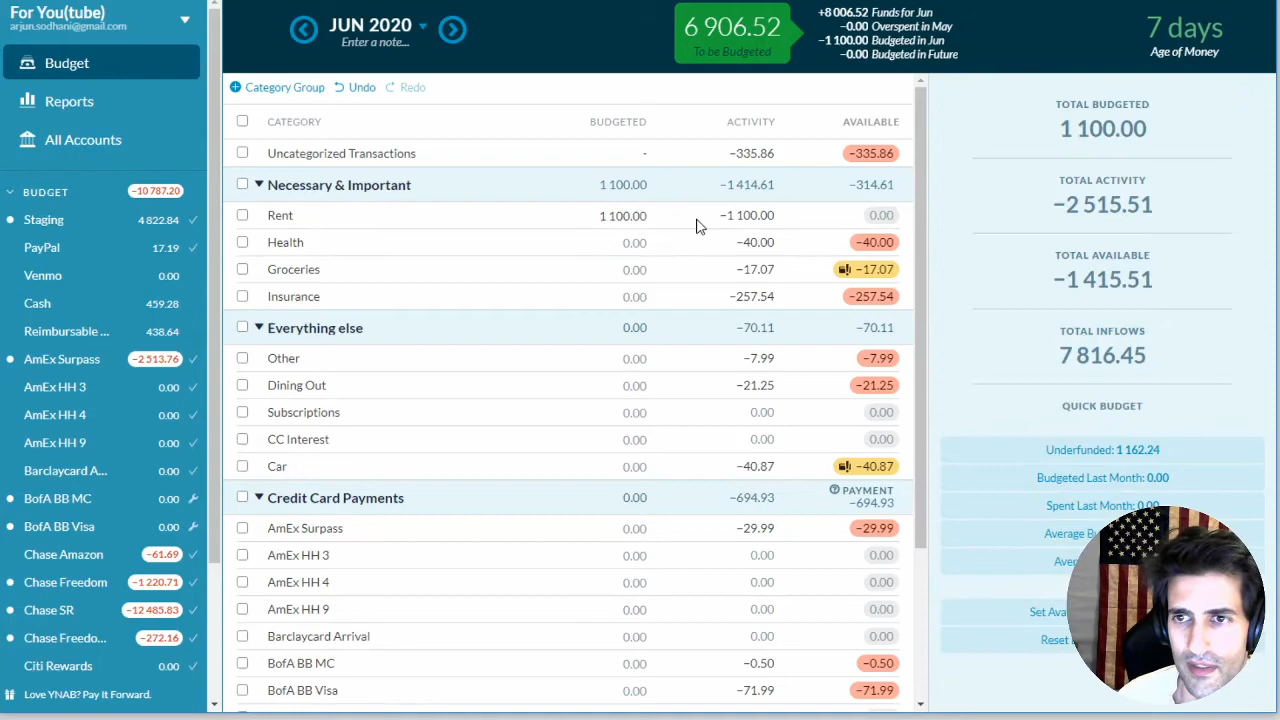 For You(tube)
arjun.sodhani@gmail.com
Budget
Reports
All Accounts
BUDGET −10 787.20
Staging 4 822.84
PayPal 17.19
Venmo 0.00
Cash 459.28
Reimbursable ... 438.64
AmEx Surpass −2 513.76
AmEx HH 3 0.00
AmEx HH 4 0.00
AmEx HH 9 0.00
Barclaycard A... 0.00
BofA BB MC 0.00
BofA BB Visa 0.00
Chase Amazon −61.69
Chase Freedom −1 220.71
Chase SR −12 485.83
Chase Freedo... −272.16
Citi Rewards 0.00
Love YNAB? Pay It Forward.
JUN 2020
Enter a note...
6 906.52
To be Budgeted
+8 006.52 Funds for Jun
−0.00 Overspent in May
−1 100.00 Budgeted in Jun
−0.00 Budgeted in Future
7 days
Age of Money
Category Group Undo Redo
CATEGORY BUDGETED ACTIVITY AVAILABLE
Uncategorized Transactions - −335.86 −335.86
Necessary & Important 1 100.00 −1 414.61 −314.61
Rent 1 100.00 −1 100.00 0.00
Health 0.00 −40.00 −40.00
Groceries 0.00 −17.07 −17.07
Insurance 0.00 −257.54 −257.54
Everything else 0.00 −70.11 −70.11
Other 0.00 −7.99 −7.99
Dining Out 0.00 −21.25 −21.25
Subscriptions 0.00 0.00 0.00
CC Interest 0.00 0.00 0.00
Car 0.00 −40.87 −40.87
Credit Card Payments 0.00 −694.93 PAYMENT −694.93
AmEx Surpass 0.00 −29.99 −29.99
AmEx HH 3 0.00 0.00 0.00
AmEx HH 4 0.00 0.00 0.00
AmEx HH 9 0.00 0.00 0.00
Barclaycard Arrival 0.00 0.00 0.00
BofA BB MC 0.00 −0.50 −0.50
BofA BB Visa 0.00 −71.99 −71.99
TOTAL BUDGETED
1 100.00
TOTAL ACTIVITY
−2 515.51
TOTAL AVAILABLE
−1 415.51
TOTAL INFLOWS
7 816.45
QUICK BUDGET
Underfunded: 1 162.24
Budgeted Last Month: 0.00
Spent Last Month: 0.00
Average B
Aver
Set Ava
Reset